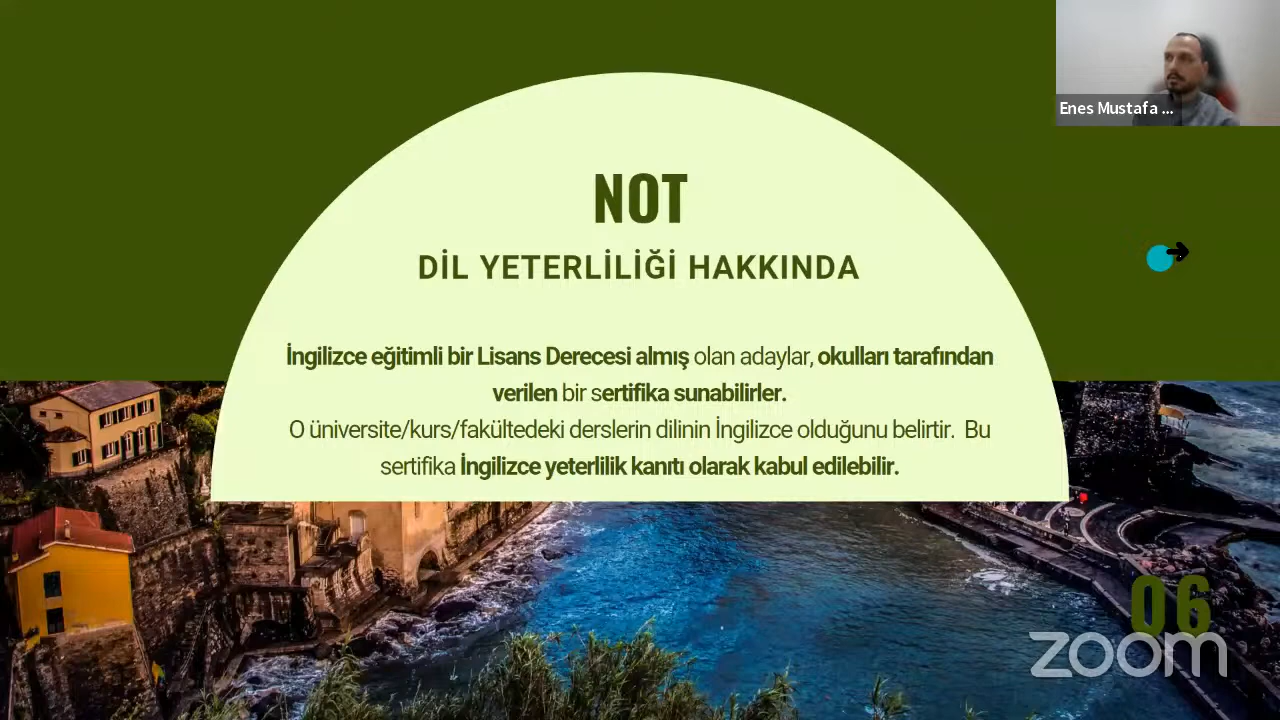 Enes Mustafa ...
NOT
DİL YETERLİLİĞİ HAKKINDA
İngilizce eğitimli bir Lisans Derecesi almış olan adaylar, okulları tarafından
verilen bir sertifika sunabilirler.
O üniversite/kurs/fakültedeki derslerin dilinin İngilizce olduğunu belirtir. Bu
sertifika İngilizce yeterlilik kanıtı olarak kabul edilebilir.
06
zoom